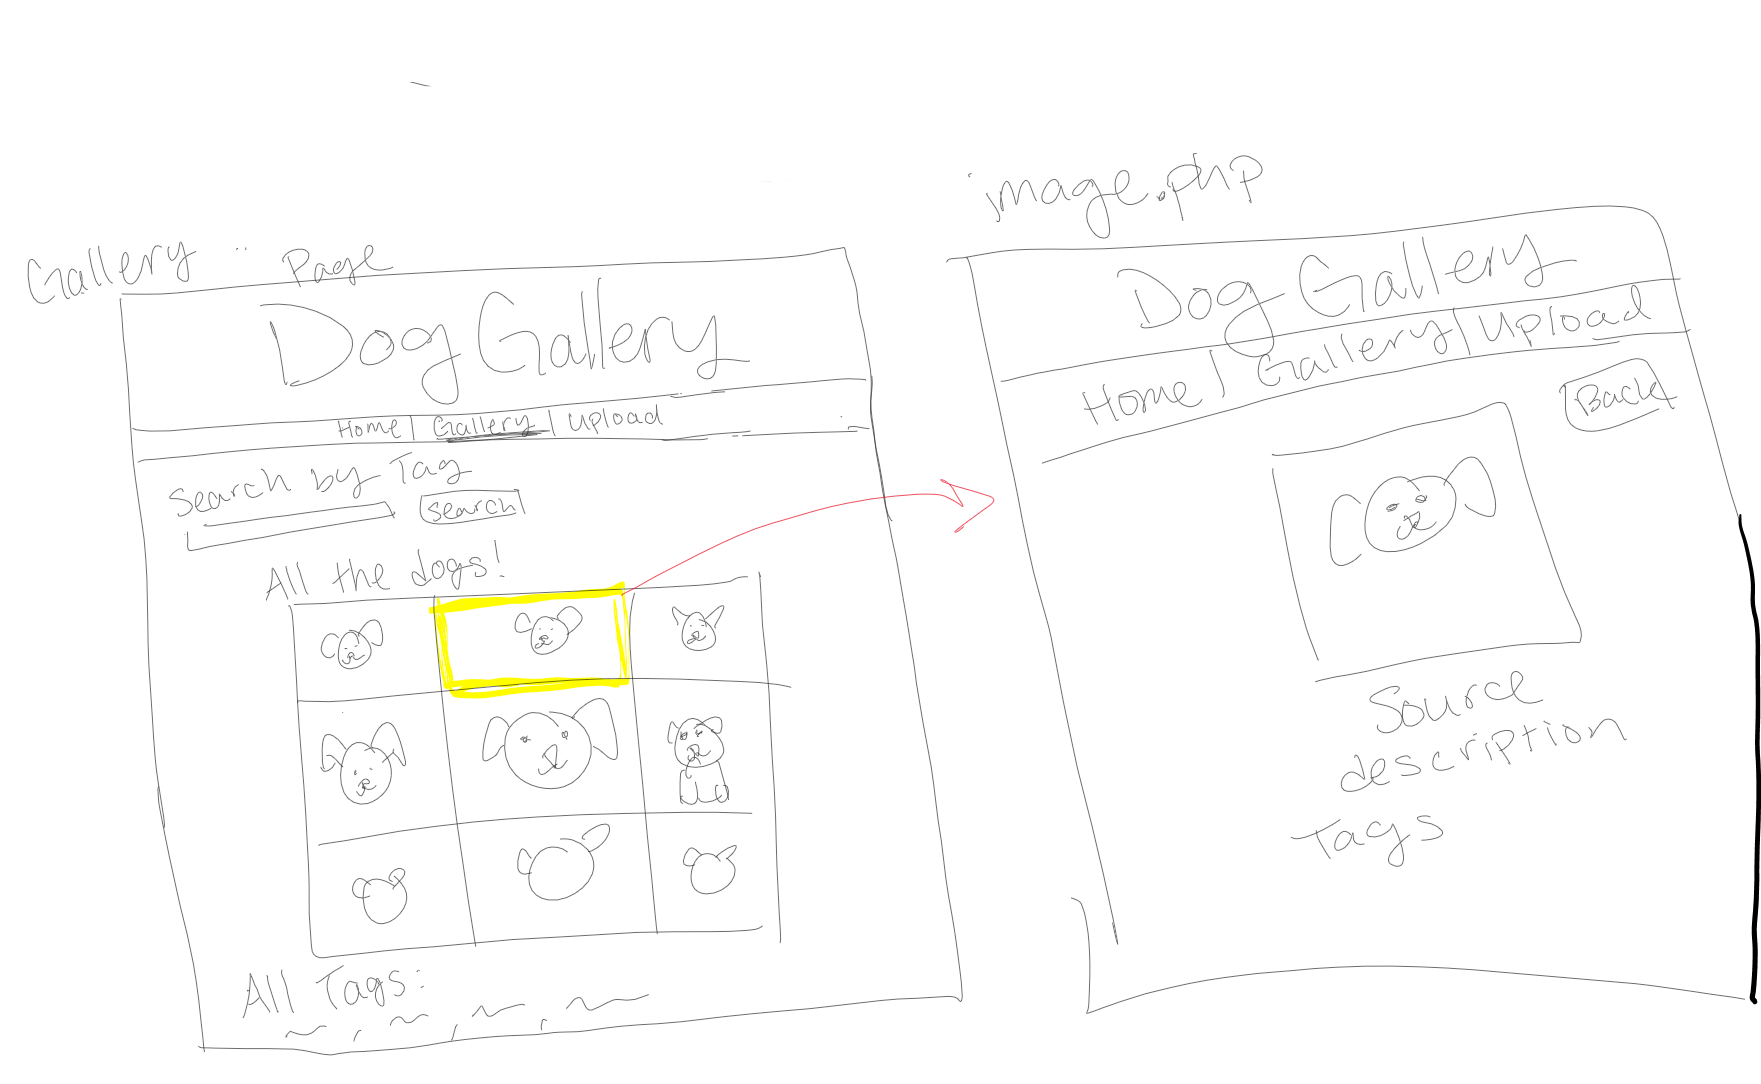 Gallery Page
Dog Gallery
Home | Gallery | Upload
Search by Tag
Search
All the dogs!
All Tags:
image.php
Dog Gallery
Home | Gallery | Upload
Back
Source
description
Tags